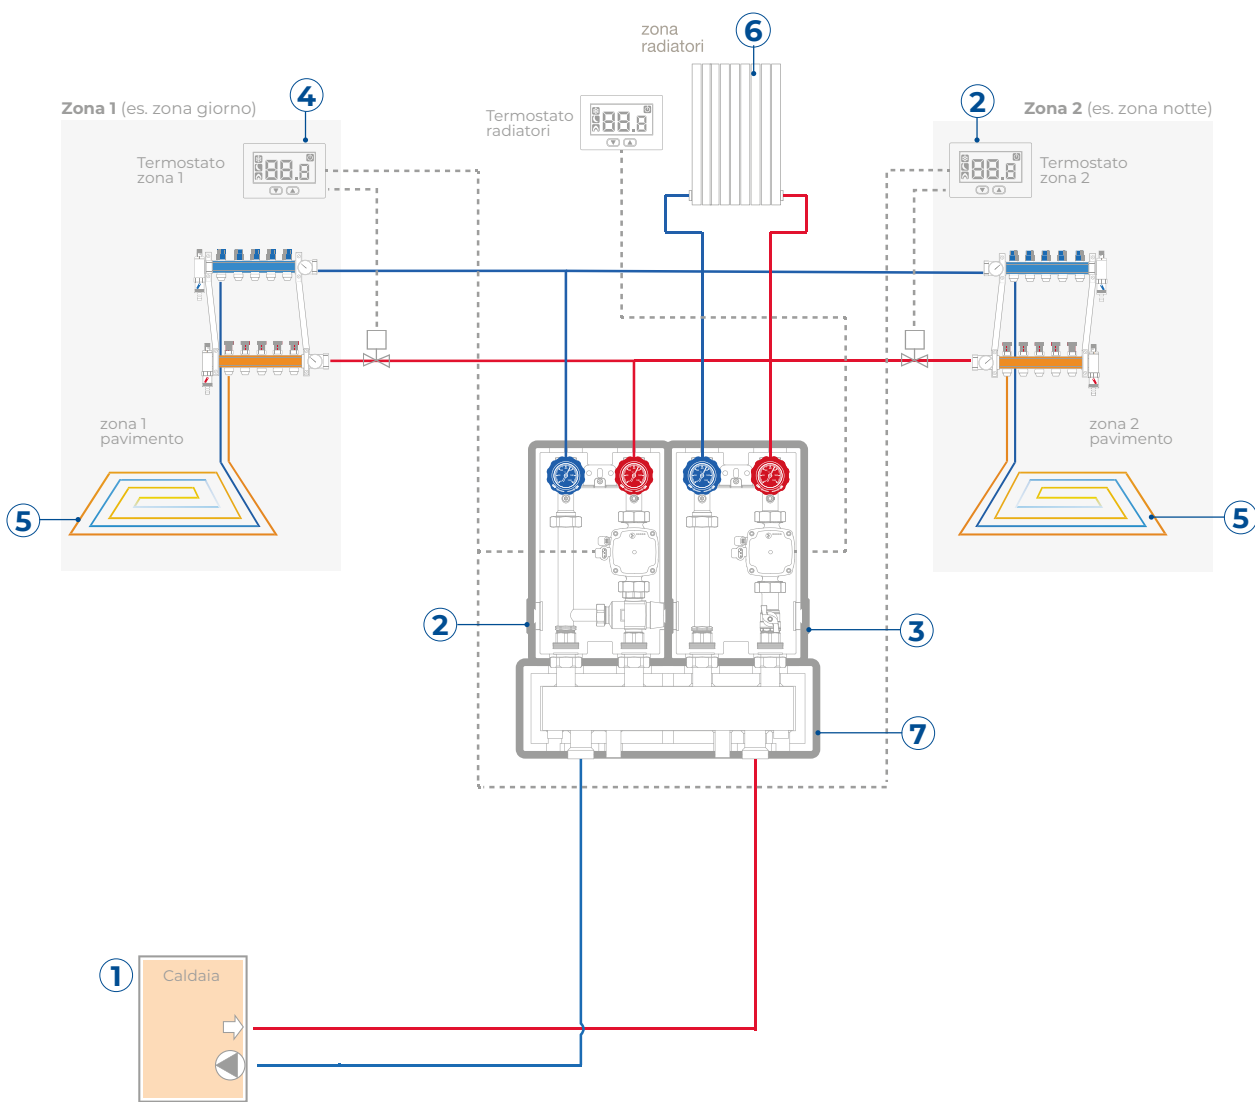 zona
radiatori
6
4
2
Zona 1 (es. zona giorno)
Zona 2 (es. zona notte)
Termostato
radiatori
88.8
Termostato
zona 1
88.8
88.8
Termostato
zona 2
zona 1
pavimento
zona 2
pavimento
5
5
2
3
7
1
Caldaia